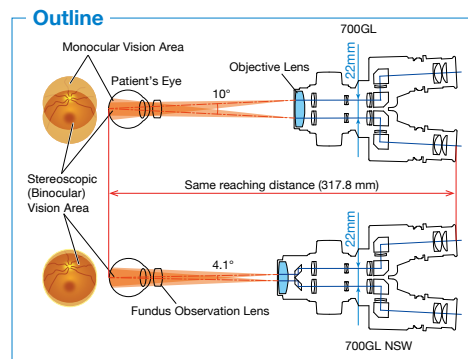 Outline
700GL
Monocular Vision Area
Patient's Eye
Objective Lens
22mm
10°
Stereoscopic
(Binocular)
Vision Area
Same reaching distance (317.8 mm)
22mm
4.1°
Fundus Observation Lens
700GL NSW